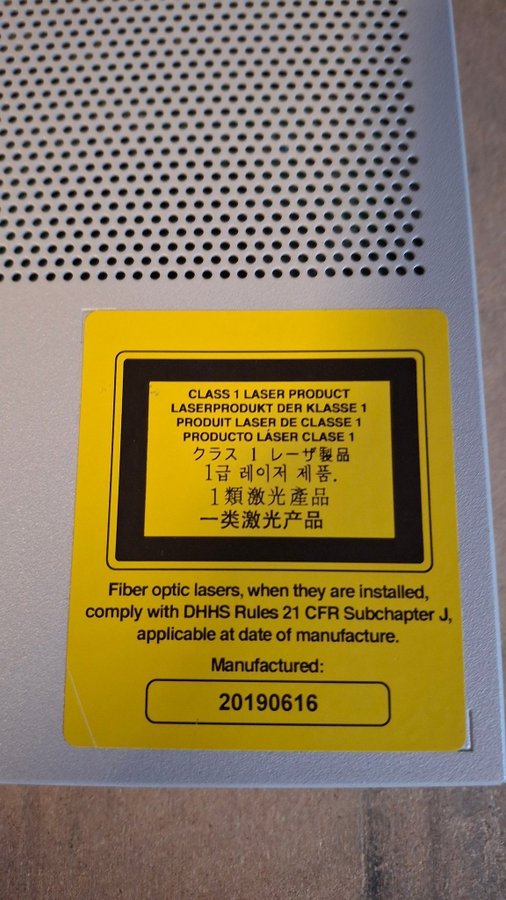 CLASS 1 LASER PRODUCT
LASERPRODUKT DER KLASSE 1
PRODUIT LASER DE CLASSE 1
PRODUCTO LÁSER CLASE 1
クラス 1 レーザ製品
1급 레이저 제품.
1類激光產品
一类激光产品
Fiber optic lasers, when they are installed,
comply with DHHS Rules 21 CFR Subchapter J,
applicable at date of manufacture.
Manufactured:
20190616